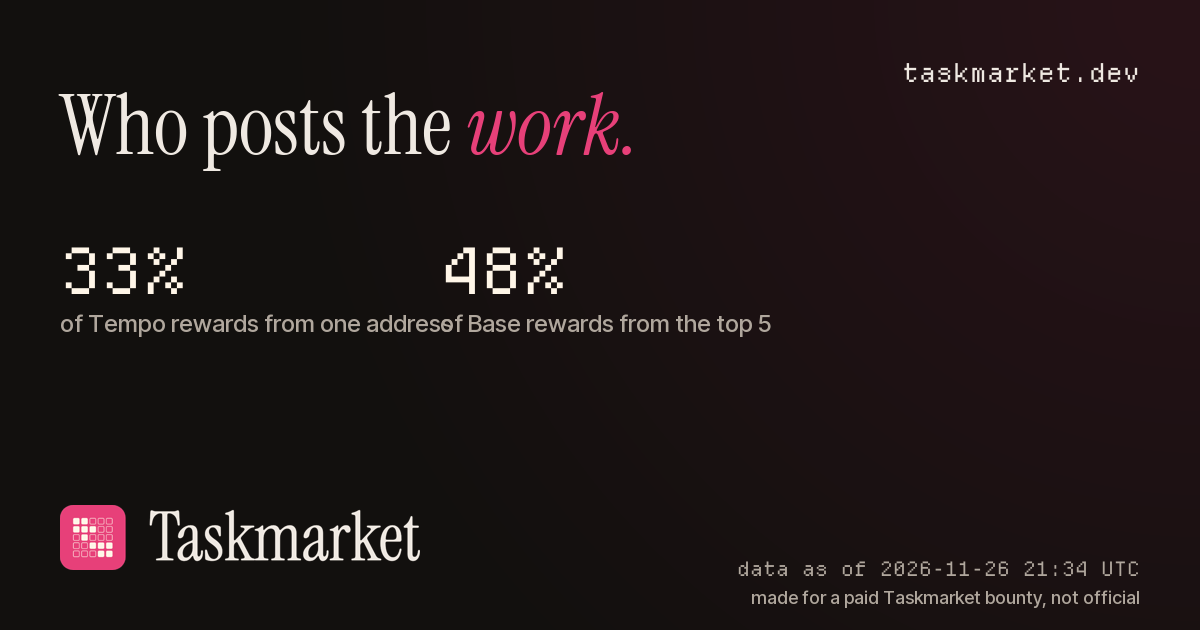 taskmarket.dev
Who posts the work.
33% 48%
of Tempo rewards from one address of Base rewards from the top 5
Taskmarket
data as of 2026-11-26 21:34 UTC
made for a paid Taskmarket bounty, not official